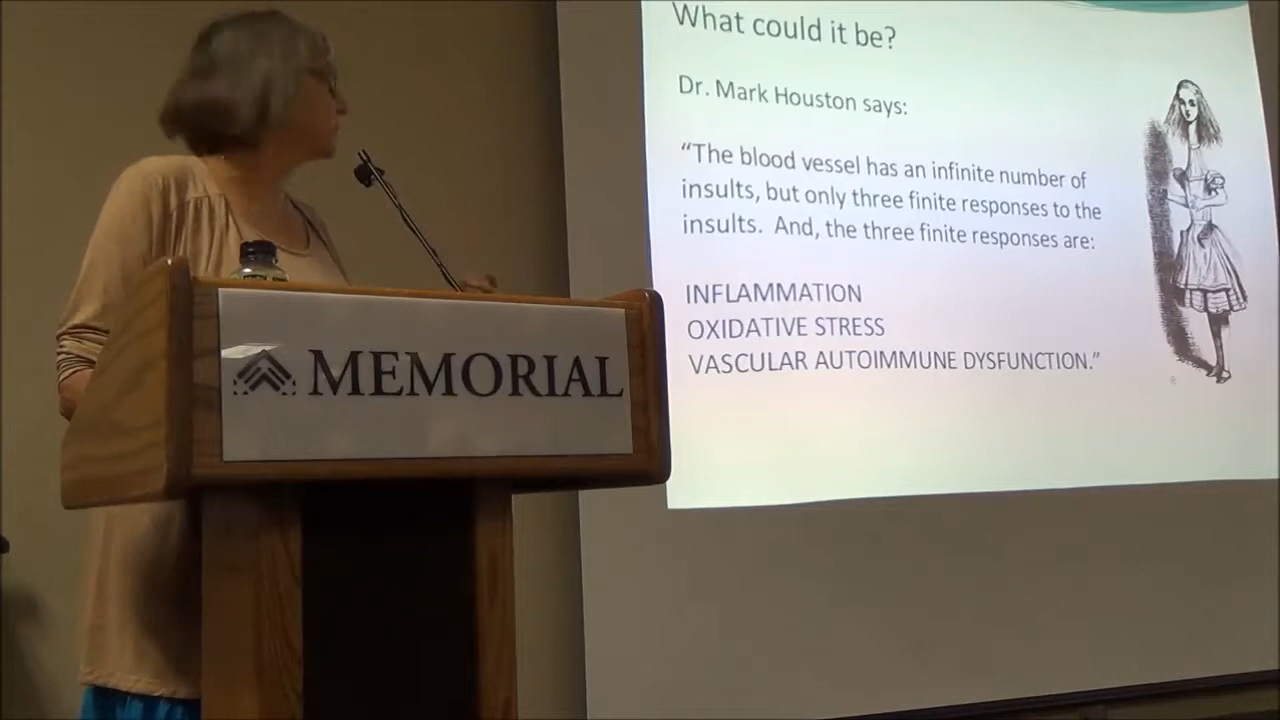 What could it be?
Dr. Mark Houston says:
“The blood vessel has an infinite number of
insults, but only three finite responses to the
insults. And, the three finite responses are:
INFLAMMATION
OXIDATIVE STRESS
VASCULAR AUTOIMMUNE DYSFUNCTION.”
MEMORIAL